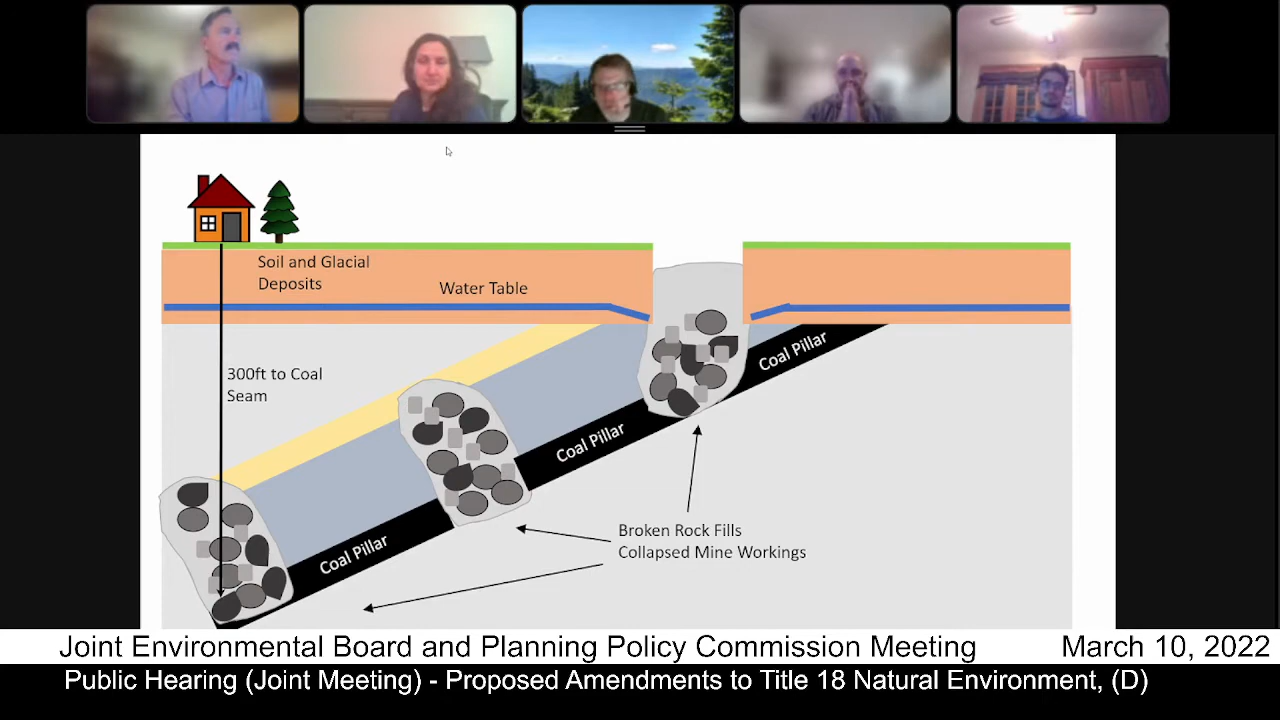 Soil and Glacial
Deposits
Water Table
300ft to Coal
Seam
Coal Pillar
Coal Pillar
Coal Pillar
Broken Rock Fills
Collapsed Mine Workings
Joint Environmental Board and Planning Policy Commission Meeting March 10, 2022
Public Hearing (Joint Meeting) - Proposed Amendments to Title 18 Natural Environment, (D)